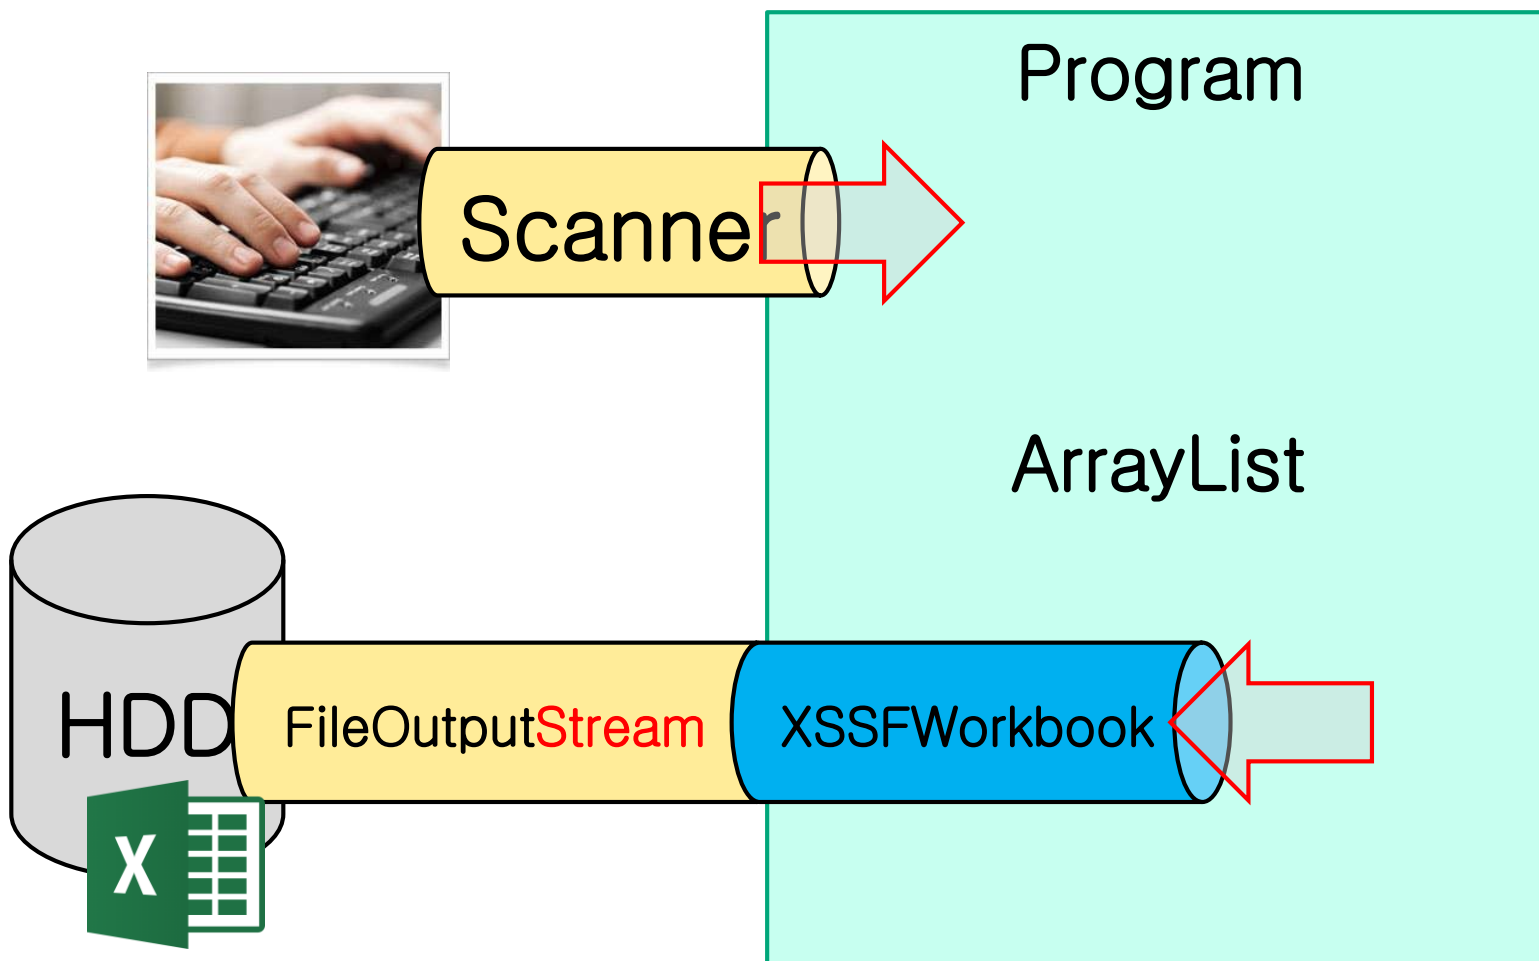 Program
Scanner
ArrayList
HDD
FileOutputStream
XSSFWorkbook
X